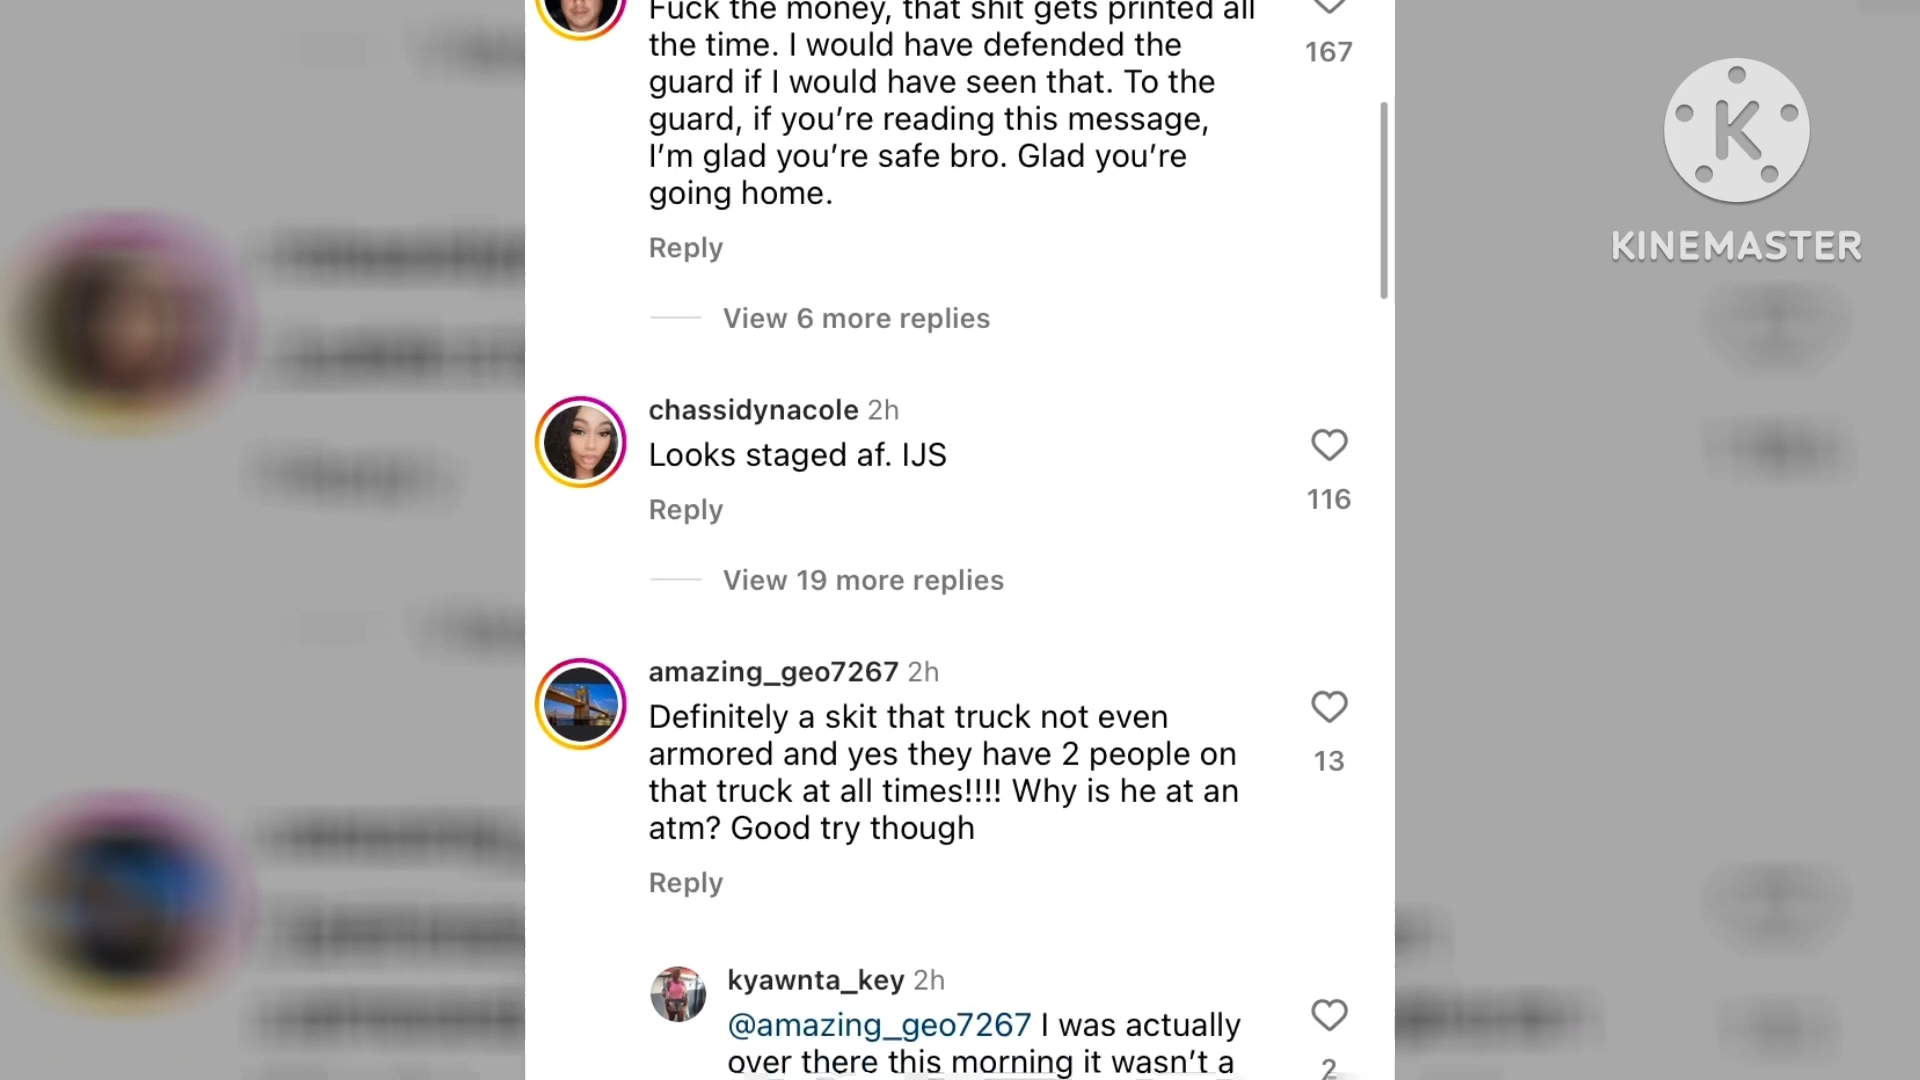 Fuck the money, that shit gets printed all
the time. I would have defended the
guard if I would have seen that. To the
guard, if you’re reading this message,
I’m glad you’re safe bro. Glad you’re
going home.
167
Reply
View 6 more replies
chassidynacole 2h
Looks staged af. IJS
116
Reply
View 19 more replies
amazing_geo7267 2h
Definitely a skit that truck not even
armored and yes they have 2 people on
that truck at all times!!!! Why is he at an
atm? Good try though
13
Reply
kyawnta_key 2h
@amazing_geo7267 I was actually
over there this morning it wasn’t a
2
K
KINEMASTER